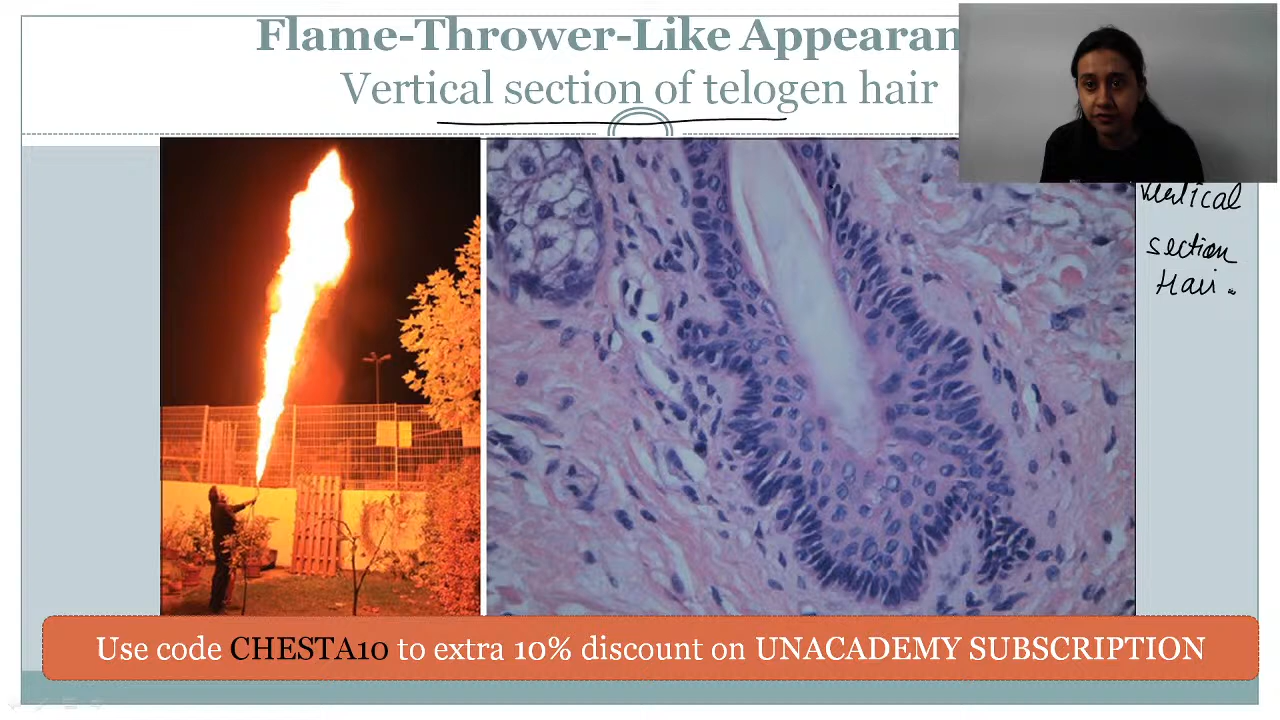 Flame-Thrower-Like Appearan
Vertical section of telogen hair
Vertical
section
Hair.
Use code CHESTA10 to extra 10% discount on UNACADEMY SUBSCRIPTION